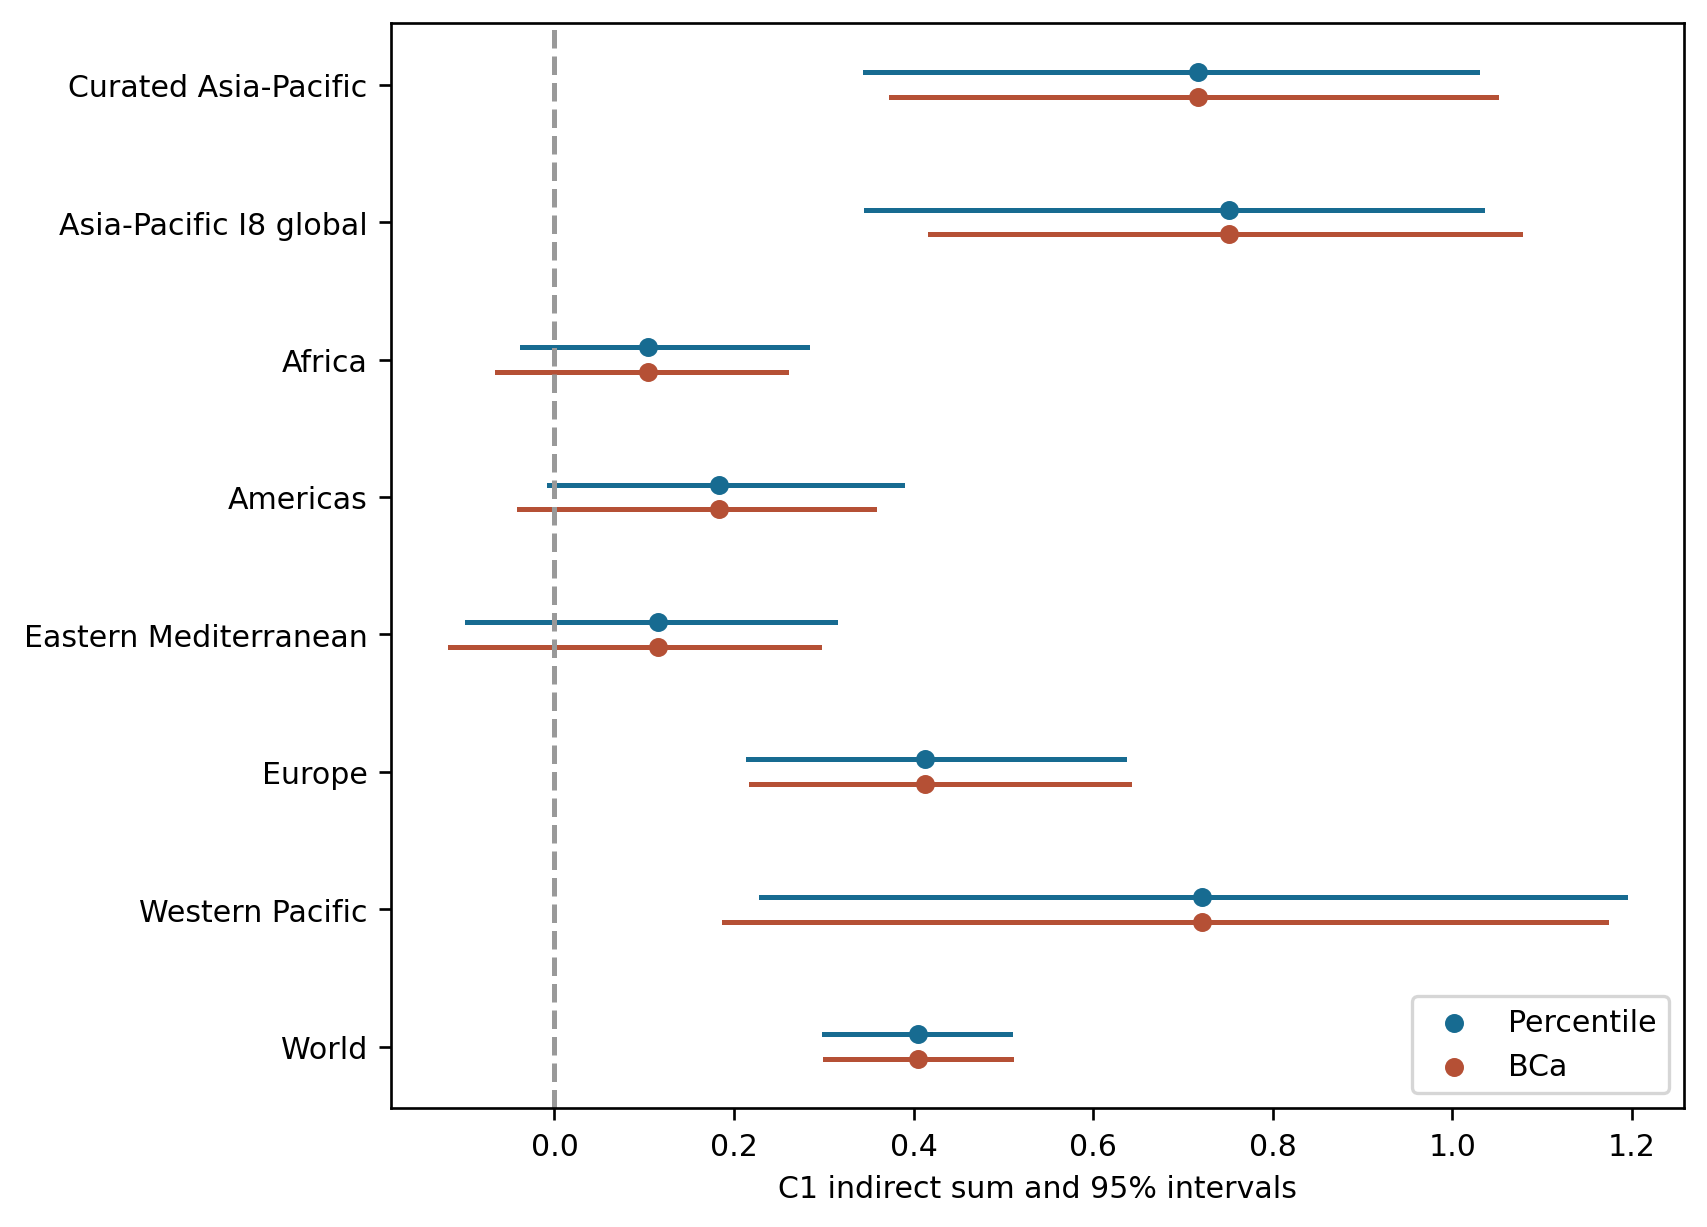 Curated Asia-Pacific
Asia-Pacific I8 global
Africa
Americas
Eastern Mediterranean
Europe
Western Pacific
World
Percentile
BCa
0.0 0.2 0.4 0.6 0.8 1.0 1.2
C1 indirect sum and 95% intervals